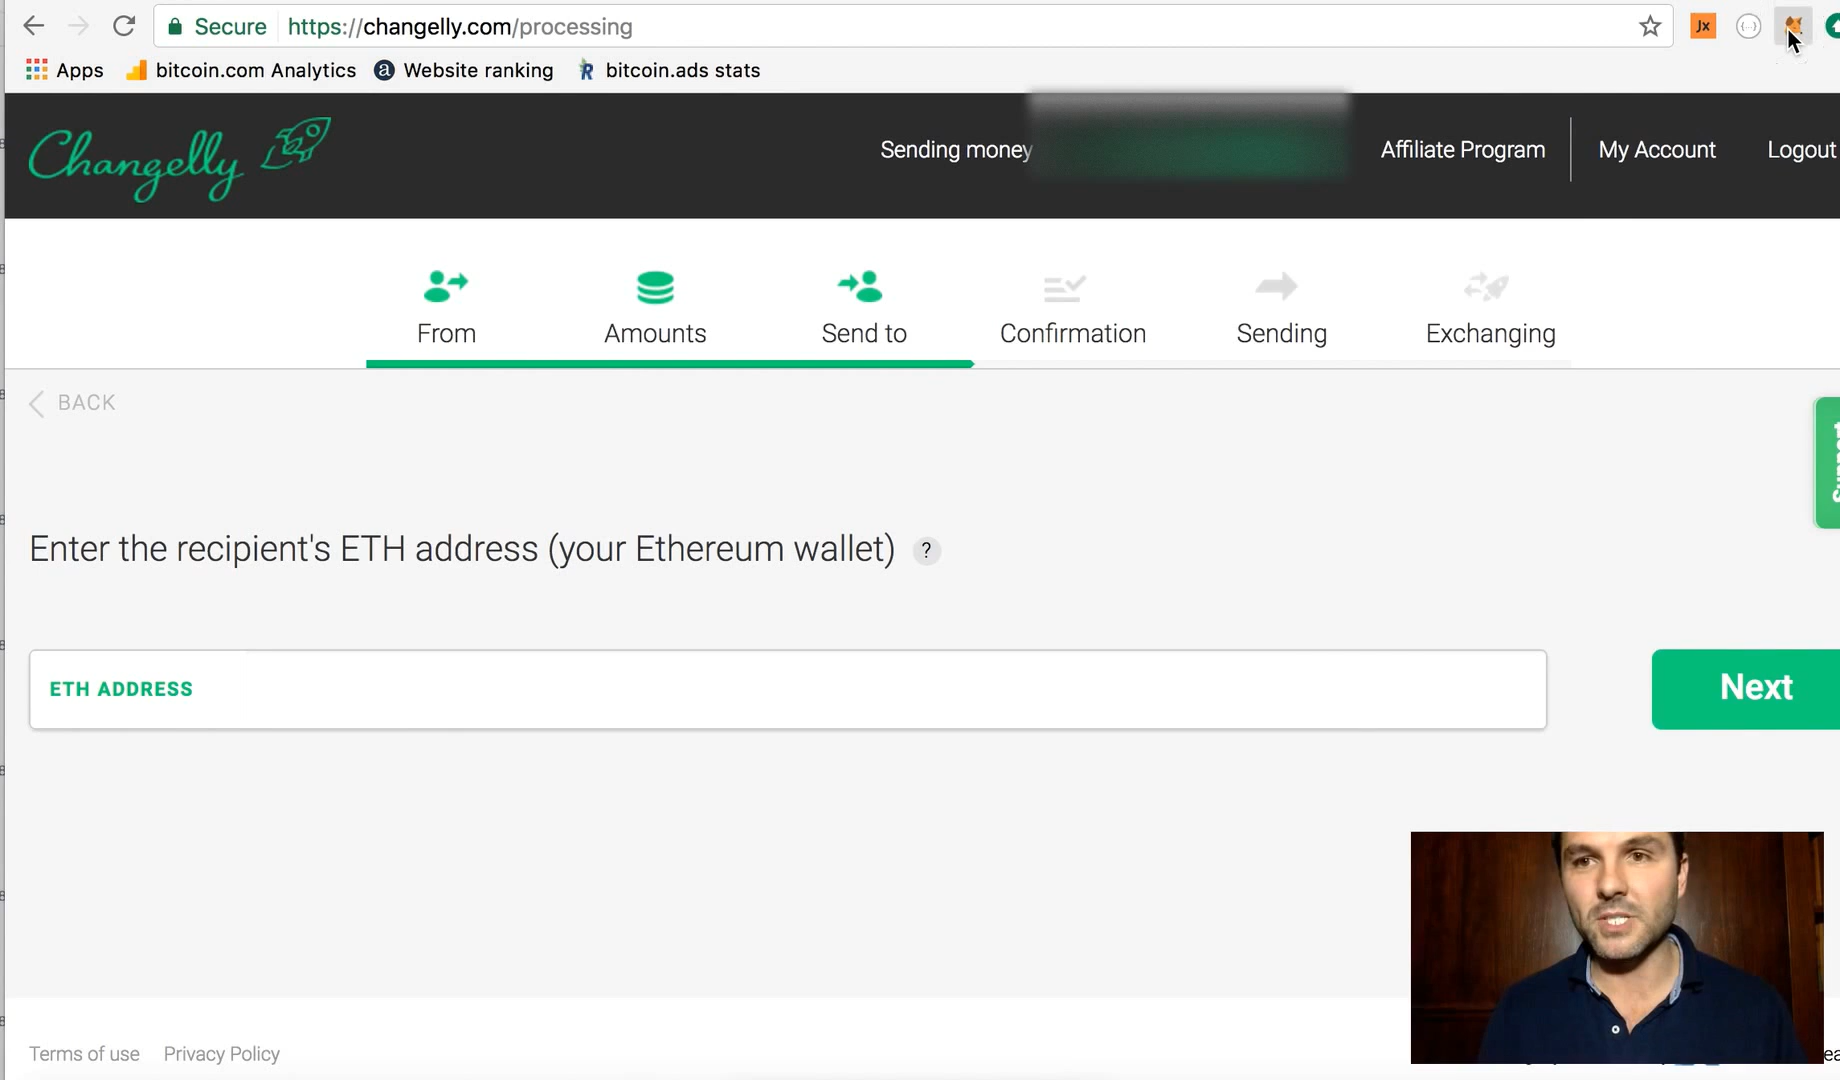 Secure https://changelly.com/processing
Jx
Apps bitcoin.com Analytics a Website ranking R bitcoin.ads stats
Changelly
Sending money
Affiliate Program My Account Logout
From Amounts Send to Confirmation Sending Exchanging
BACK
Enter the recipient's ETH address (your Ethereum wallet) ?
ETH ADDRESS
Next
Terms of use Privacy Policy